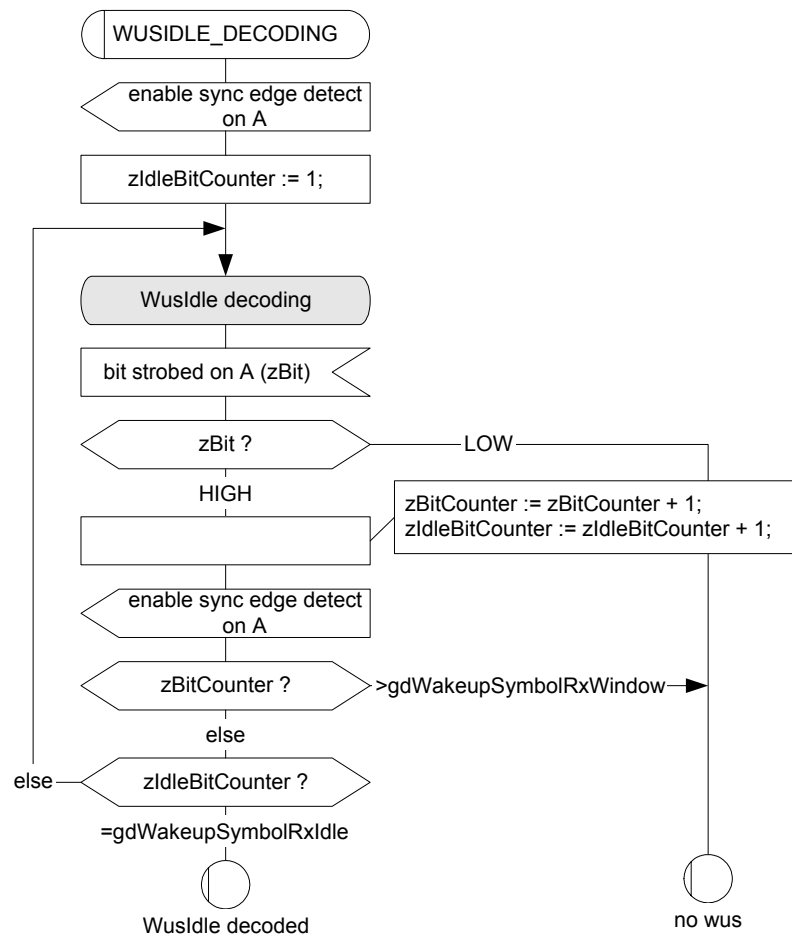 WUSIDLE_DECODING
enable sync edge detect
on A
zIdleBitCounter := 1;
WusIdle decoding
bit strobed on A (zBit)
zBit ?
LOW
HIGH
zBitCounter := zBitCounter + 1;
zIdleBitCounter := zIdleBitCounter + 1;
enable sync edge detect
on A
zBitCounter ?
>gdWakeupSymbolRxWindow
else
else
zIdleBitCounter ?
=gdWakeupSymbolRxIdle
WusIdle decoded
no wus